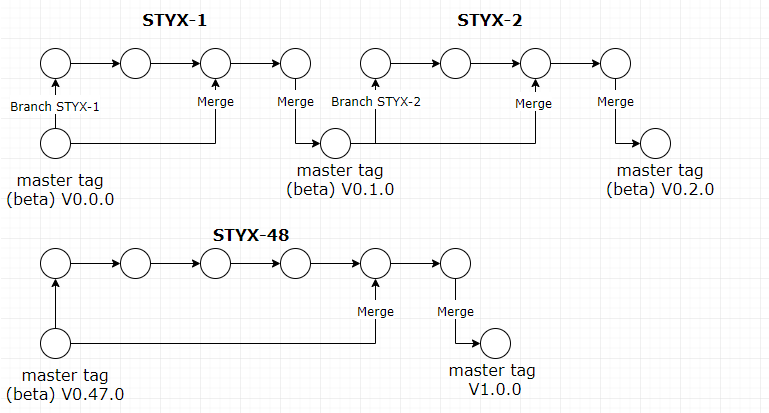 STYX-1
STYX-2
Branch STYX-1
Merge
Merge
Branch STYX-2
Merge
Merge
master tag
(beta) V0.0.0
master tag
(beta) V0.1.0
master tag
(beta) V0.2.0
STYX-48
Merge
Merge
master tag
(beta) V0.47.0
master tag
V1.0.0